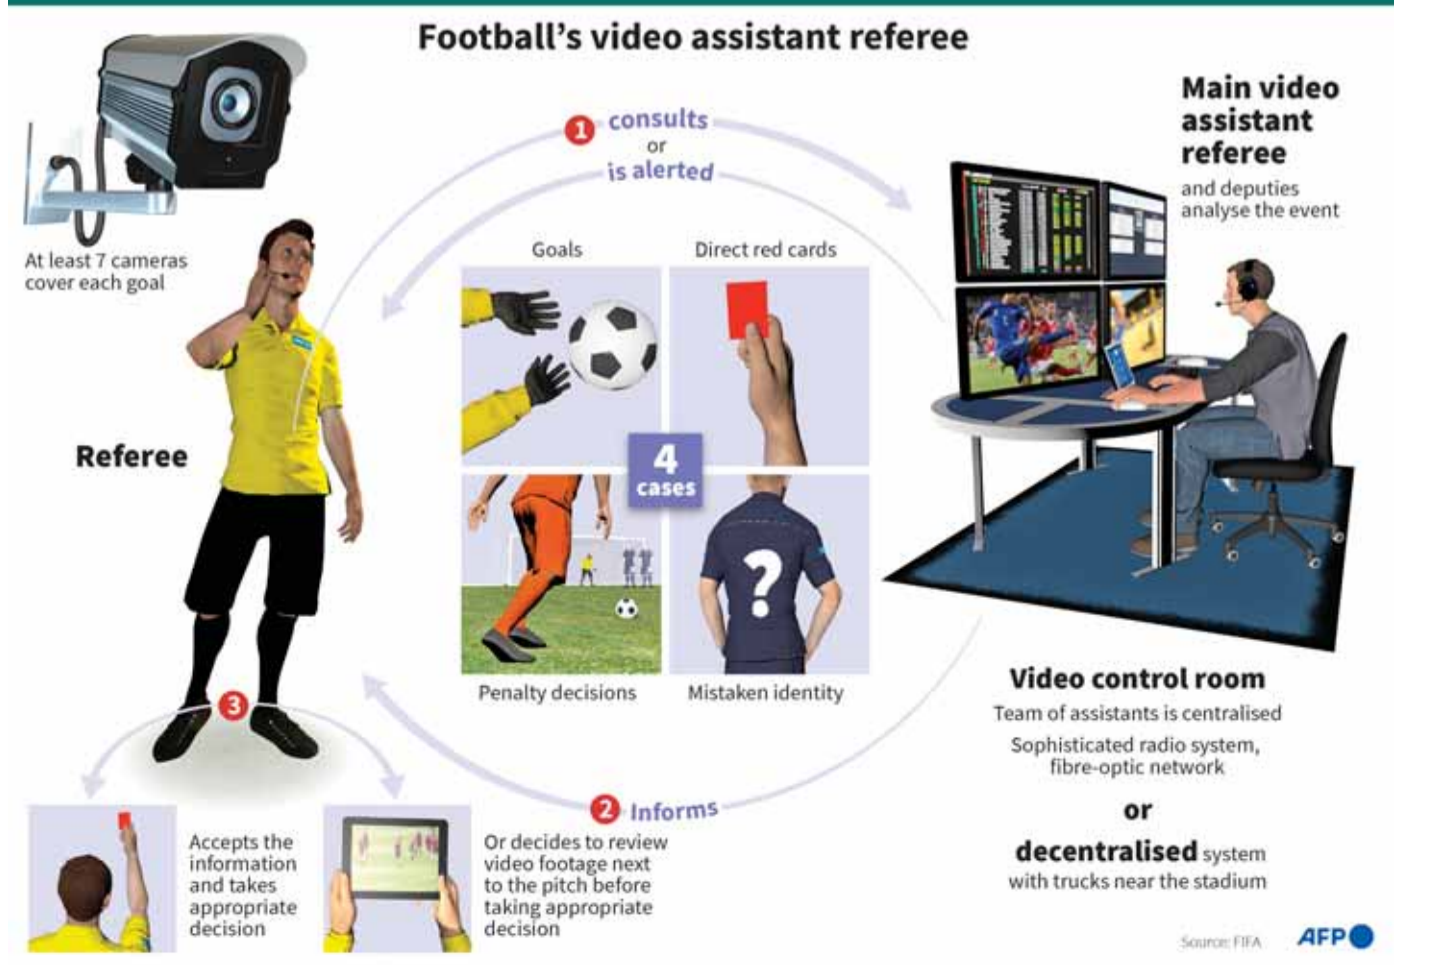 Football's video assistant referee
At least 7 cameras
cover each goal
1 consults
or
is alerted
Main video
assistant
referee
and deputies
analyse the event
Referee
Goals
Direct red cards
4
cases
?
Penalty decisions
Mistaken identity
Video control room
Team of assistants is centralised
Sophisticated radio system,
fibre-optic network
or
decentralised system
with trucks near the stadium
2 Informs
3
Accepts the
information
and takes
appropriate
decision
Or decides to review
video footage next
to the pitch before
taking appropriate
decision
Source: FIFA
AFP